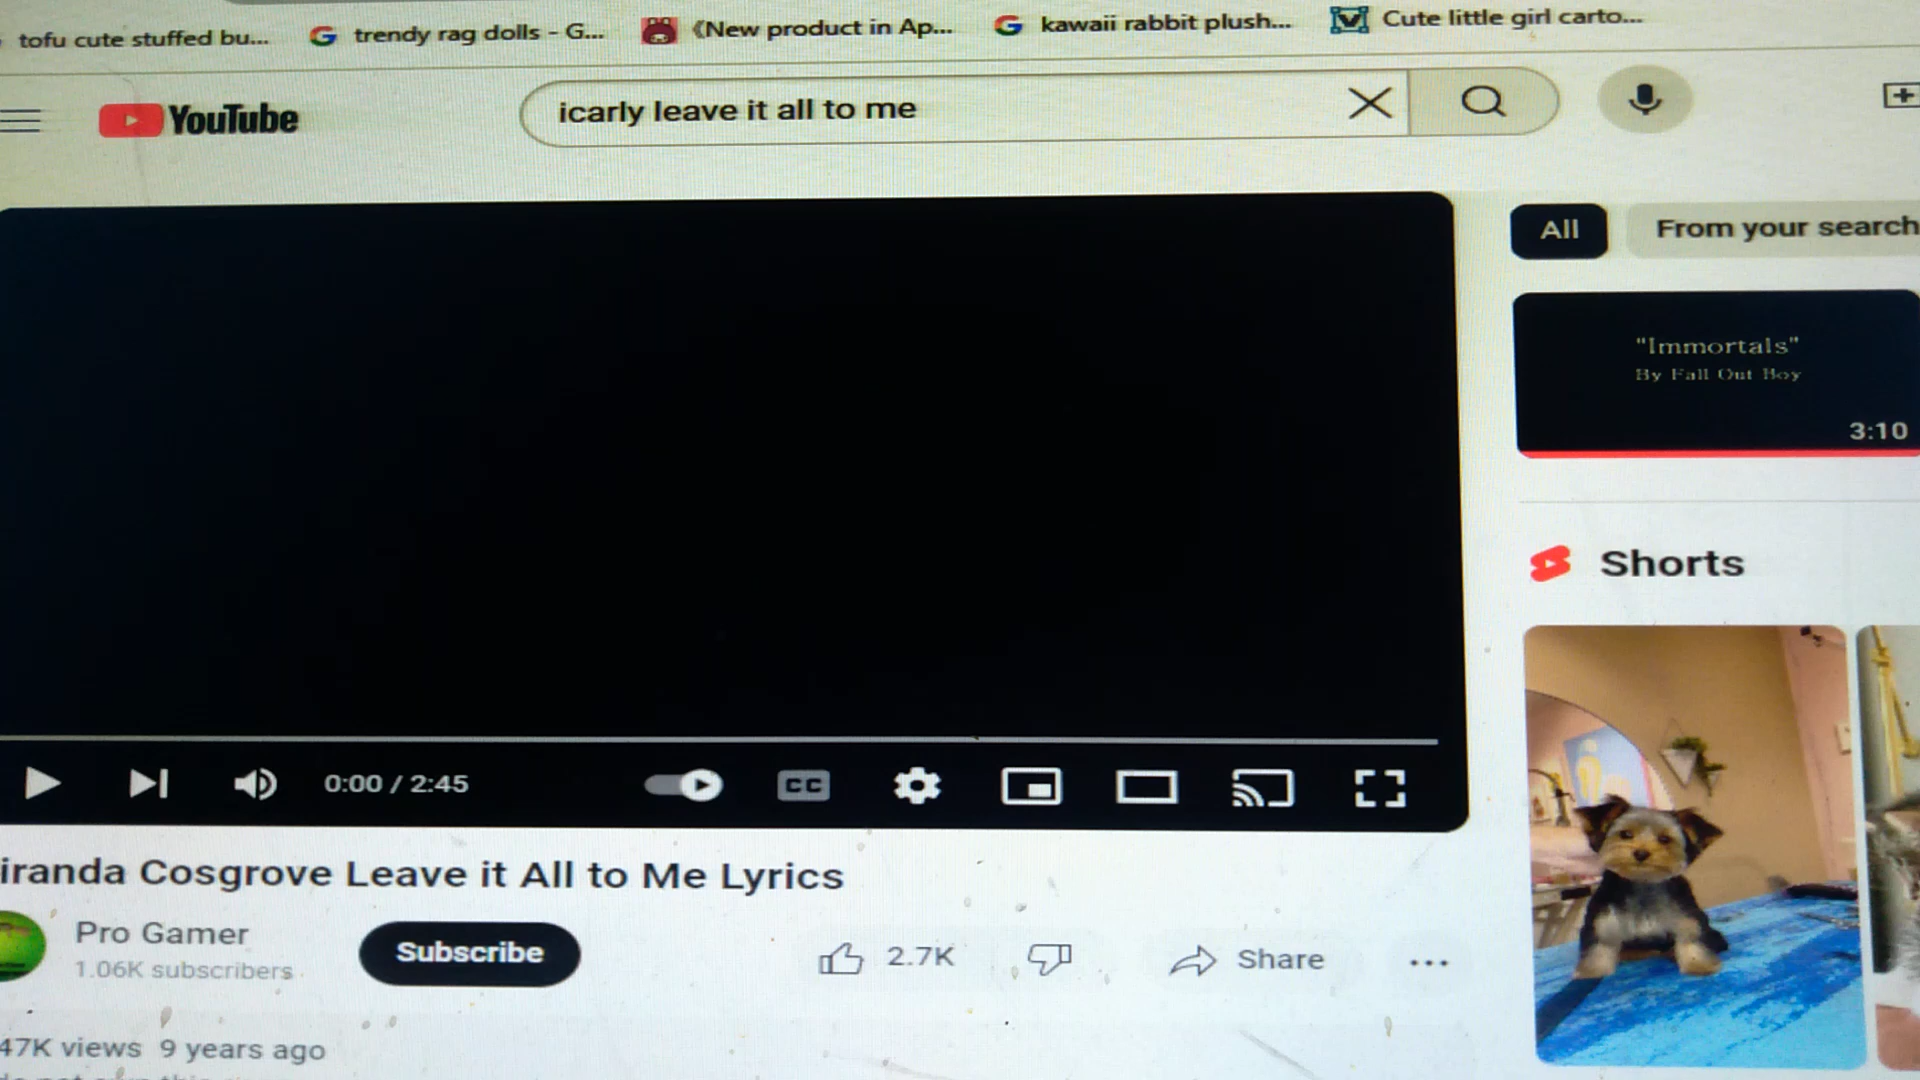 tofu cute stuffed bu...
trendy rag dolls - G...
《New product in Ap...
kawaii rabbit plush...
Cute little girl carto...
YouTube
icarly leave it all to me
All
From your search
"Immortals"
By Fall Out Boy
3:10
Shorts
0:00 / 2:45
CC
iranda Cosgrove Leave it All to Me Lyrics
Pro Gamer
1.06K subscribers
Subscribe
2.7K
Share
47K views 9 years ago